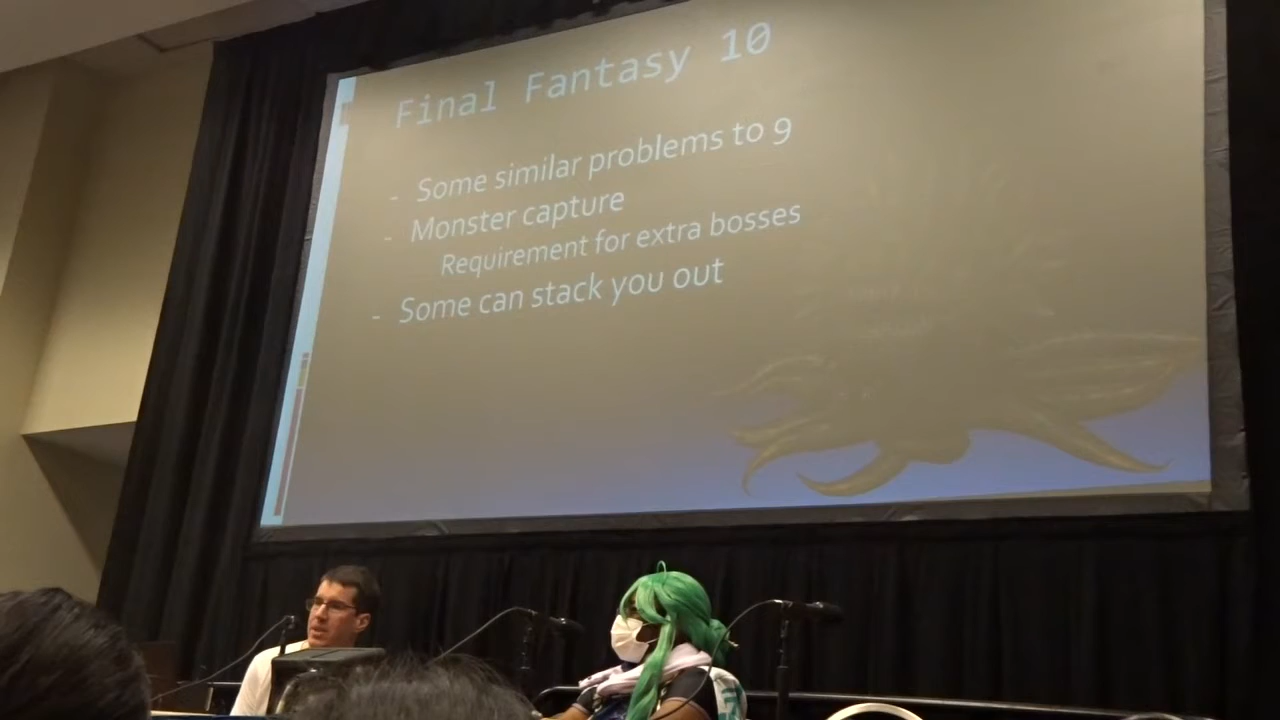 Final Fantasy 10
- Some similar problems to 9
- Monster capture
Requirement for extra bosses
- Some can stack you out